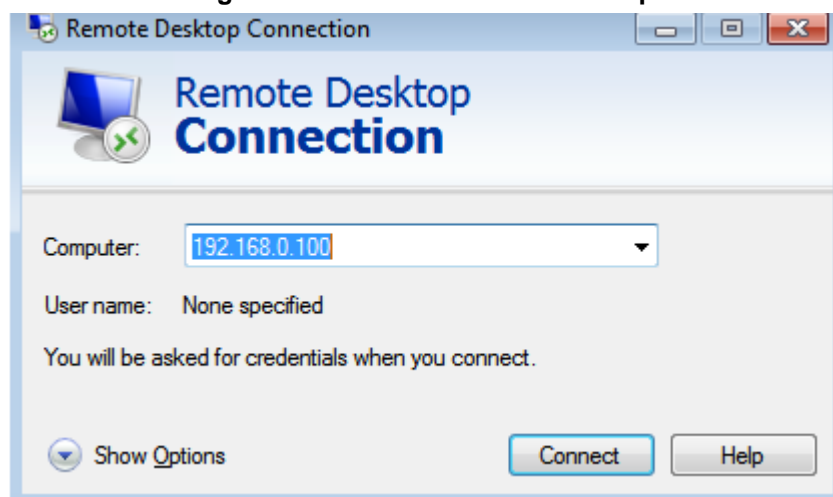 Remote Desktop Connection
Remote Desktop
Connection
Computer: 192.168.0.100
User name: None specified
You will be asked for credentials when you connect.
Show Options Connect Help